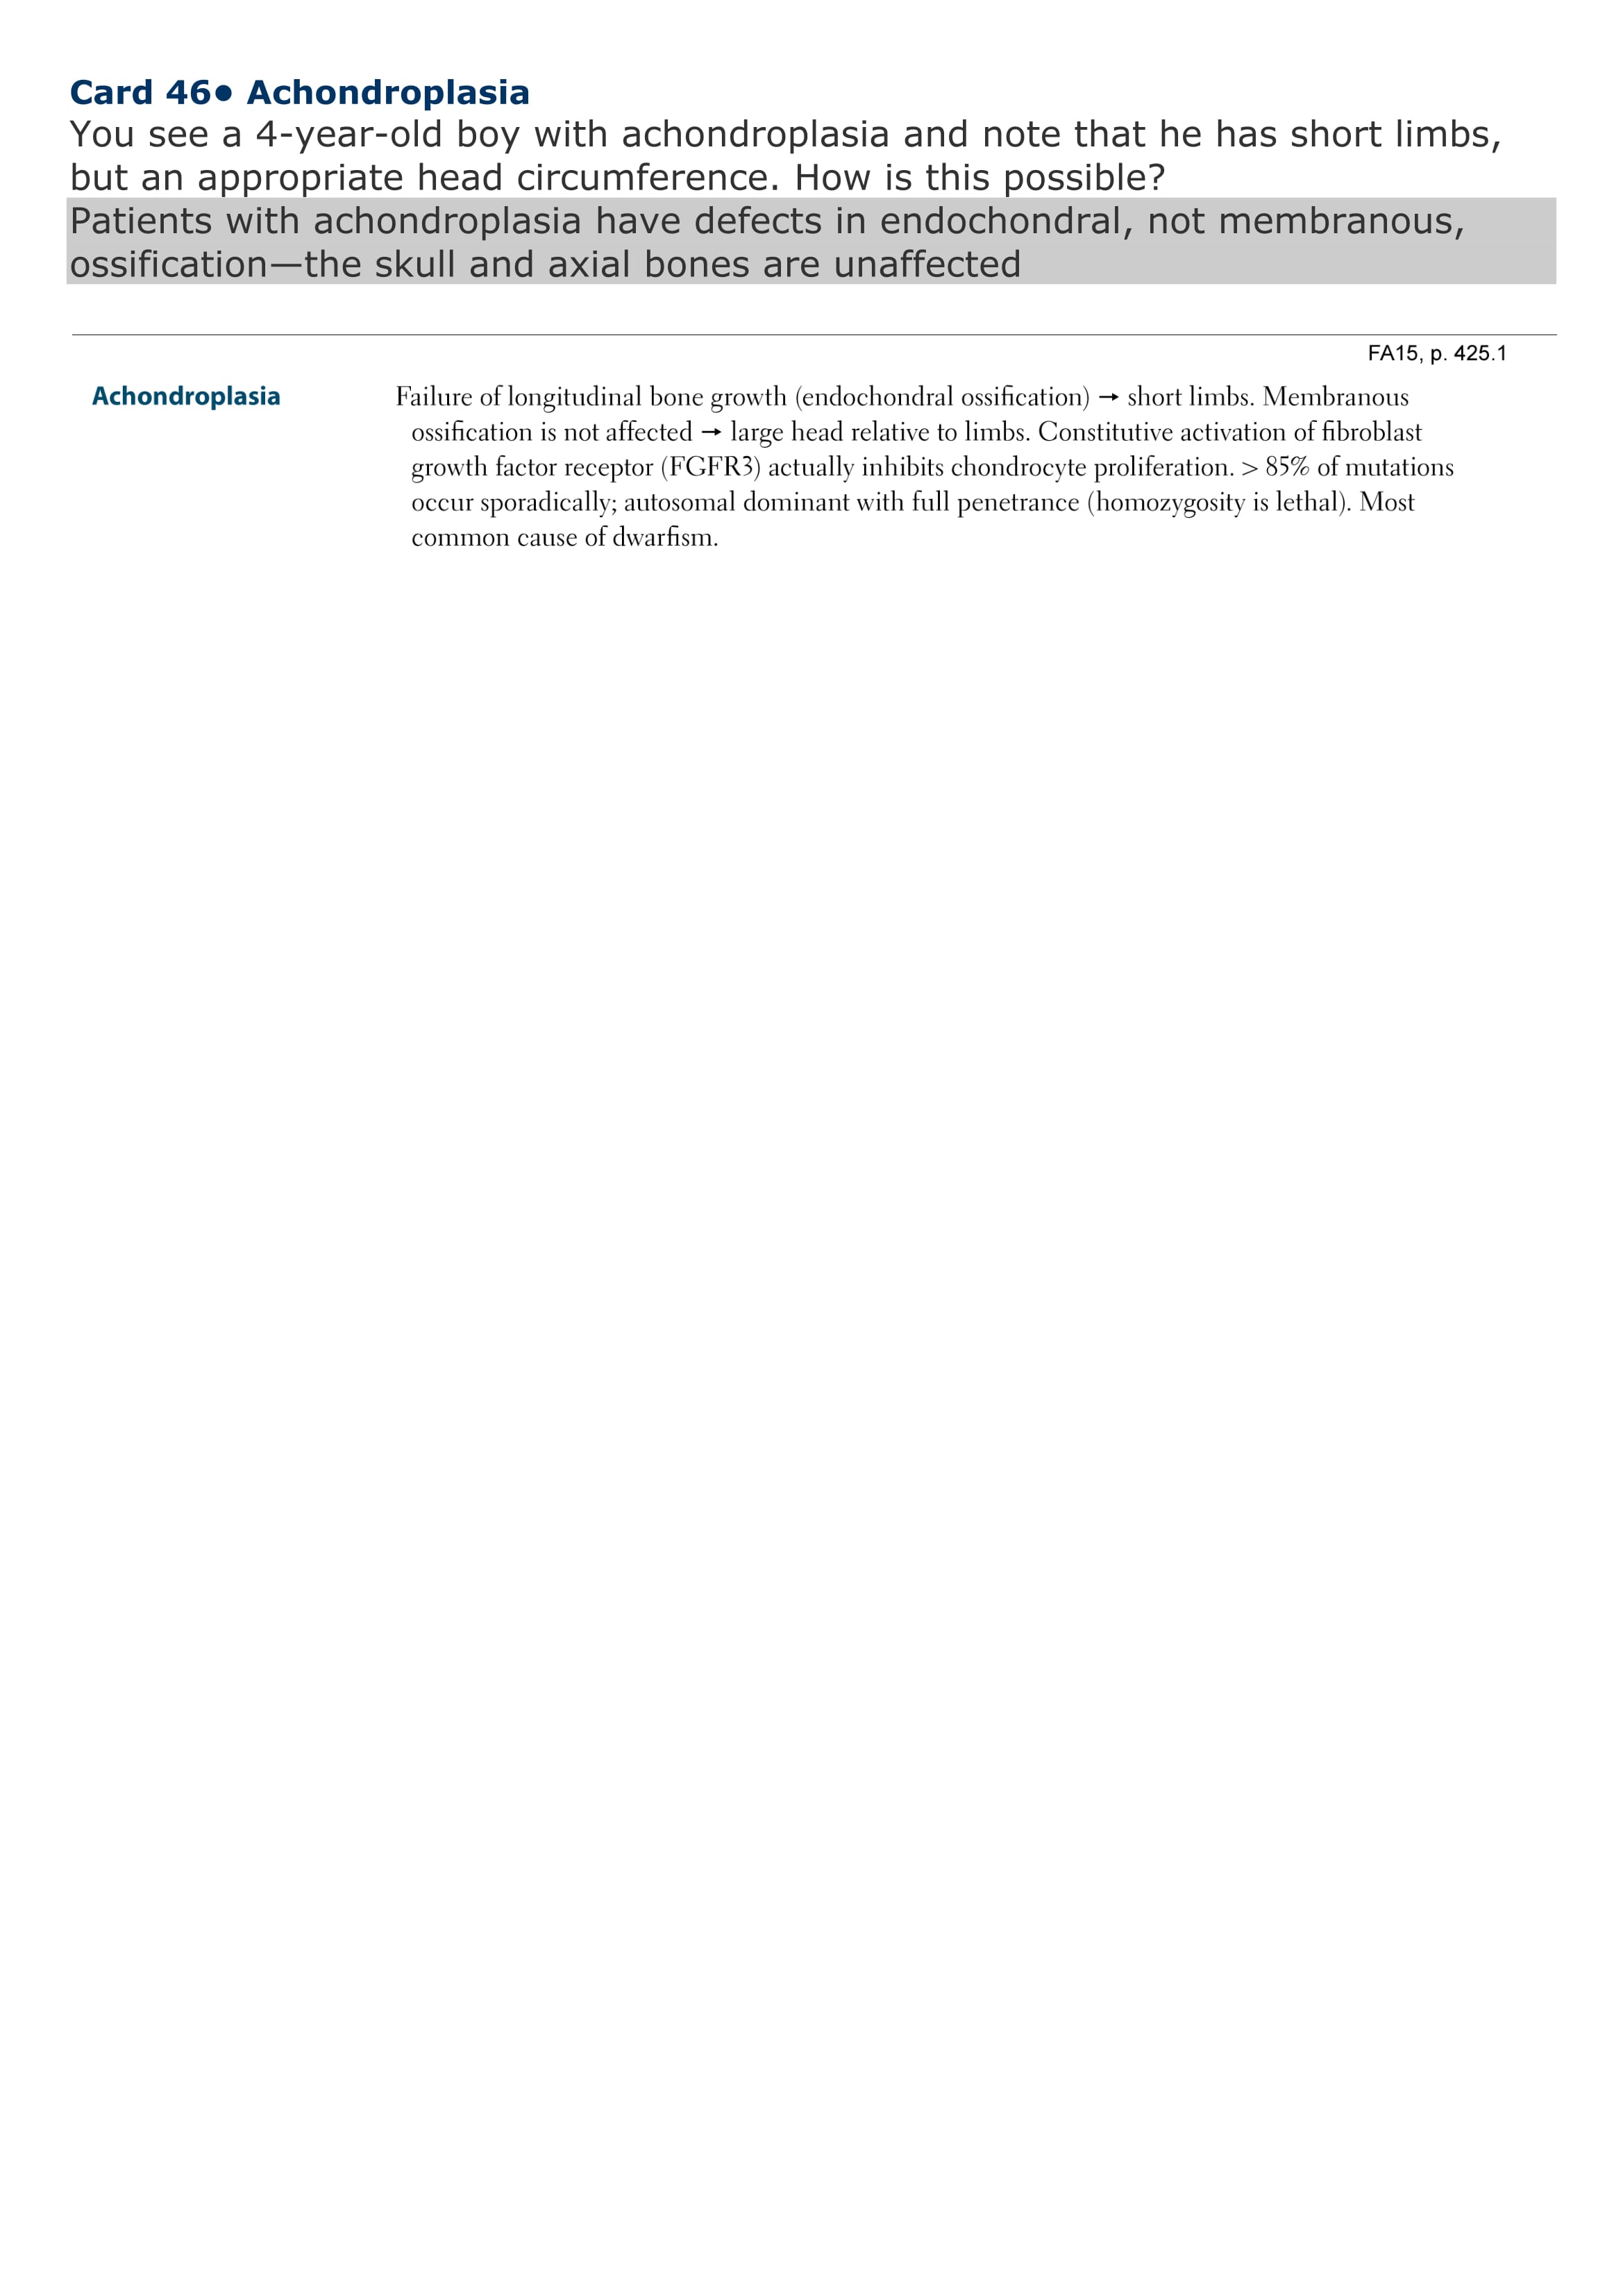 Card 46● Achondroplasia
You see a 4-year-old boy with achondroplasia and note that he has short limbs,
but an appropriate head circumference. How is this possible?
Patients with achondroplasia have defects in endochondral, not membranous,
ossification—the skull and axial bones are unaffected
FA15, p. 425.1
Achondroplasia
Failure of longitudinal bone growth (endochondral ossification) → short limbs. Membranous
ossification is not affected → large head relative to limbs. Constitutive activation of fibroblast
growth factor receptor (FGFR3) actually inhibits chondrocyte proliferation. > 85% of mutations
occur sporadically; autosomal dominant with full penetrance (homozygosity is lethal). Most
common cause of dwarfism.